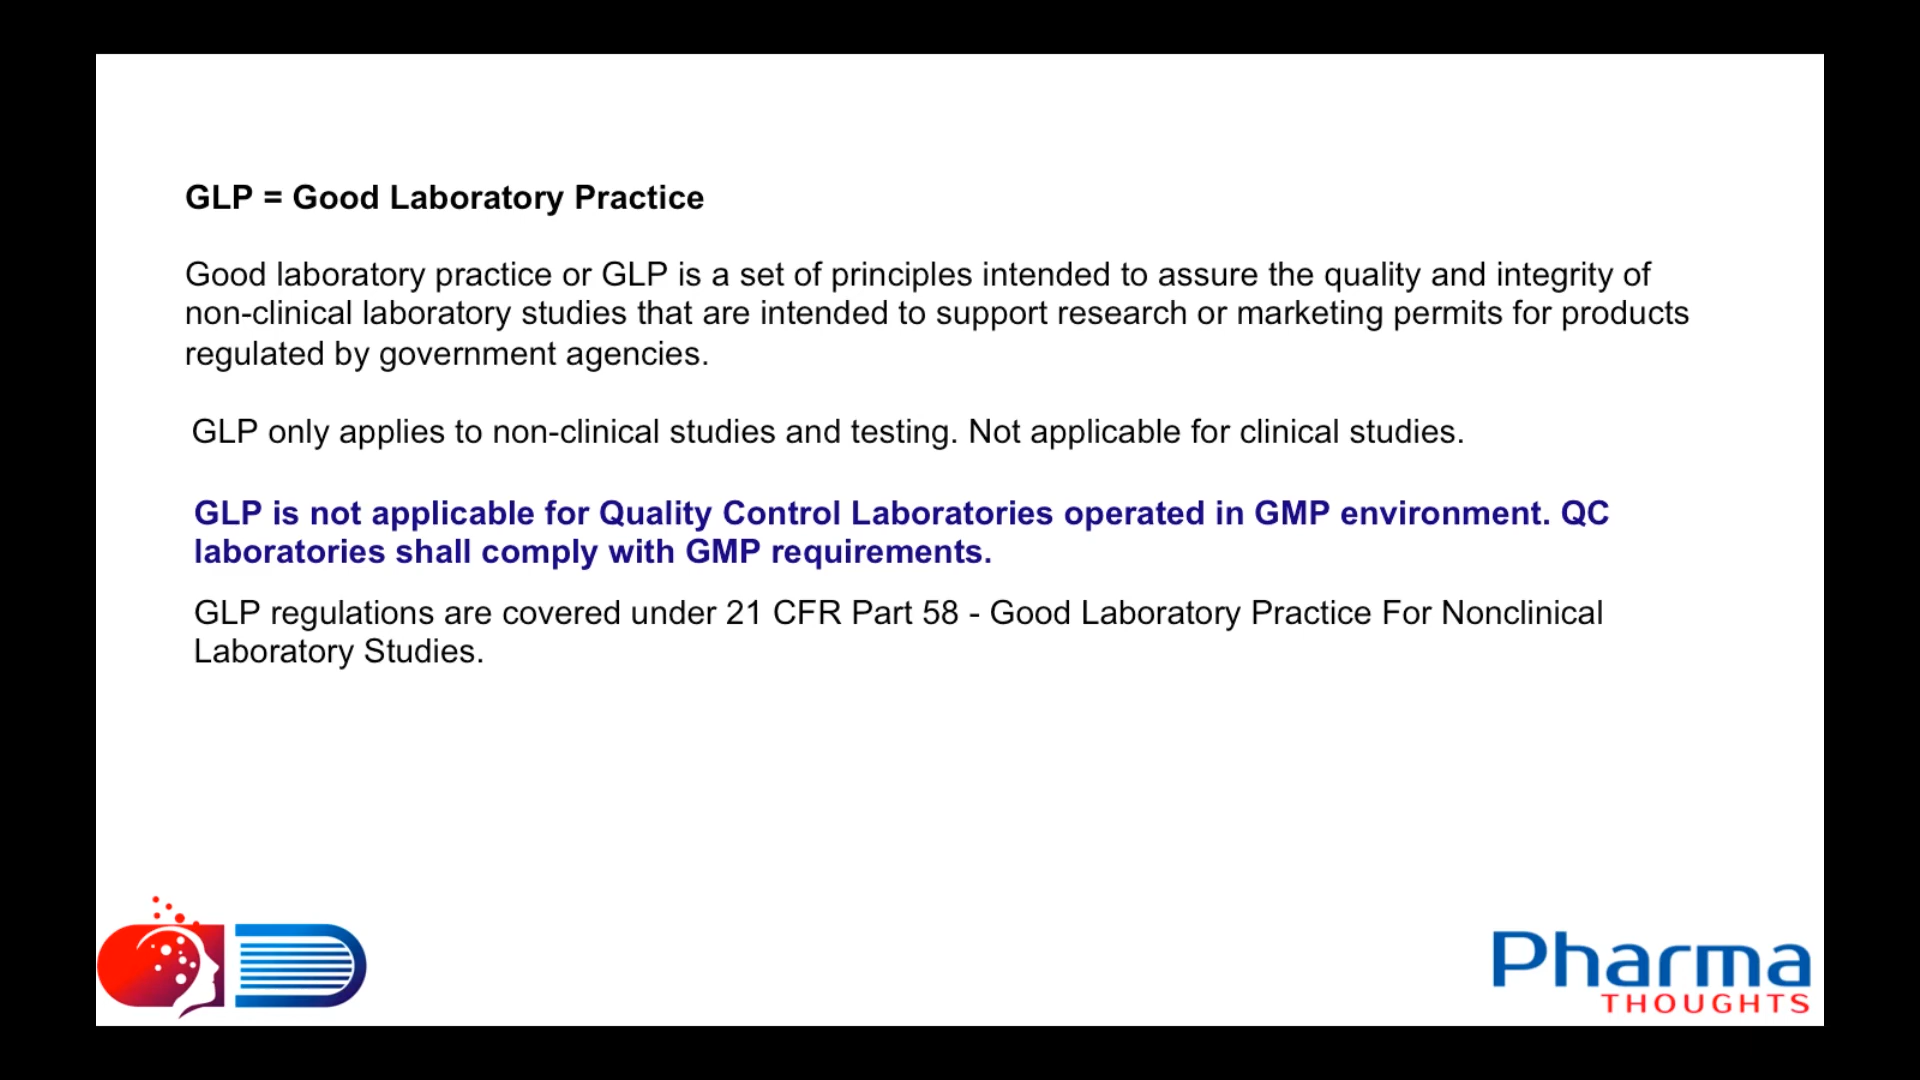 GLP = Good Laboratory Practice
Good laboratory practice or GLP is a set of principles intended to assure the quality and integrity of
non-clinical laboratory studies that are intended to support research or marketing permits for products
regulated by government agencies.
GLP only applies to non-clinical studies and testing. Not applicable for clinical studies.
GLP is not applicable for Quality Control Laboratories operated in GMP environment. QC
laboratories shall comply with GMP requirements.
GLP regulations are covered under 21 CFR Part 58 - Good Laboratory Practice For Nonclinical
Laboratory Studies.
Pharma
THOUGHTS